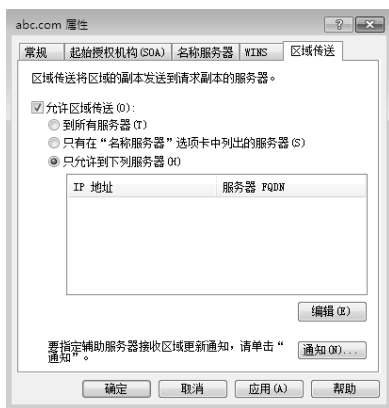 abc.com 属性
常规 起始授权机构(SOA) 名称服务器 WINS 区域传送
区域传送将区域的副本发送到请求副本的服务器。
允许区域传送(O):
到所有服务器(T)
只有在“名称服务器”选项卡中列出的服务器(S)
只允许到下列服务器(H)
IP 地址 服务器 FQDN
编辑(E)
要指定辅助服务器接收区域更新通知，请单击“
通知”。
通知(N)...
确定 取消 应用(A) 帮助